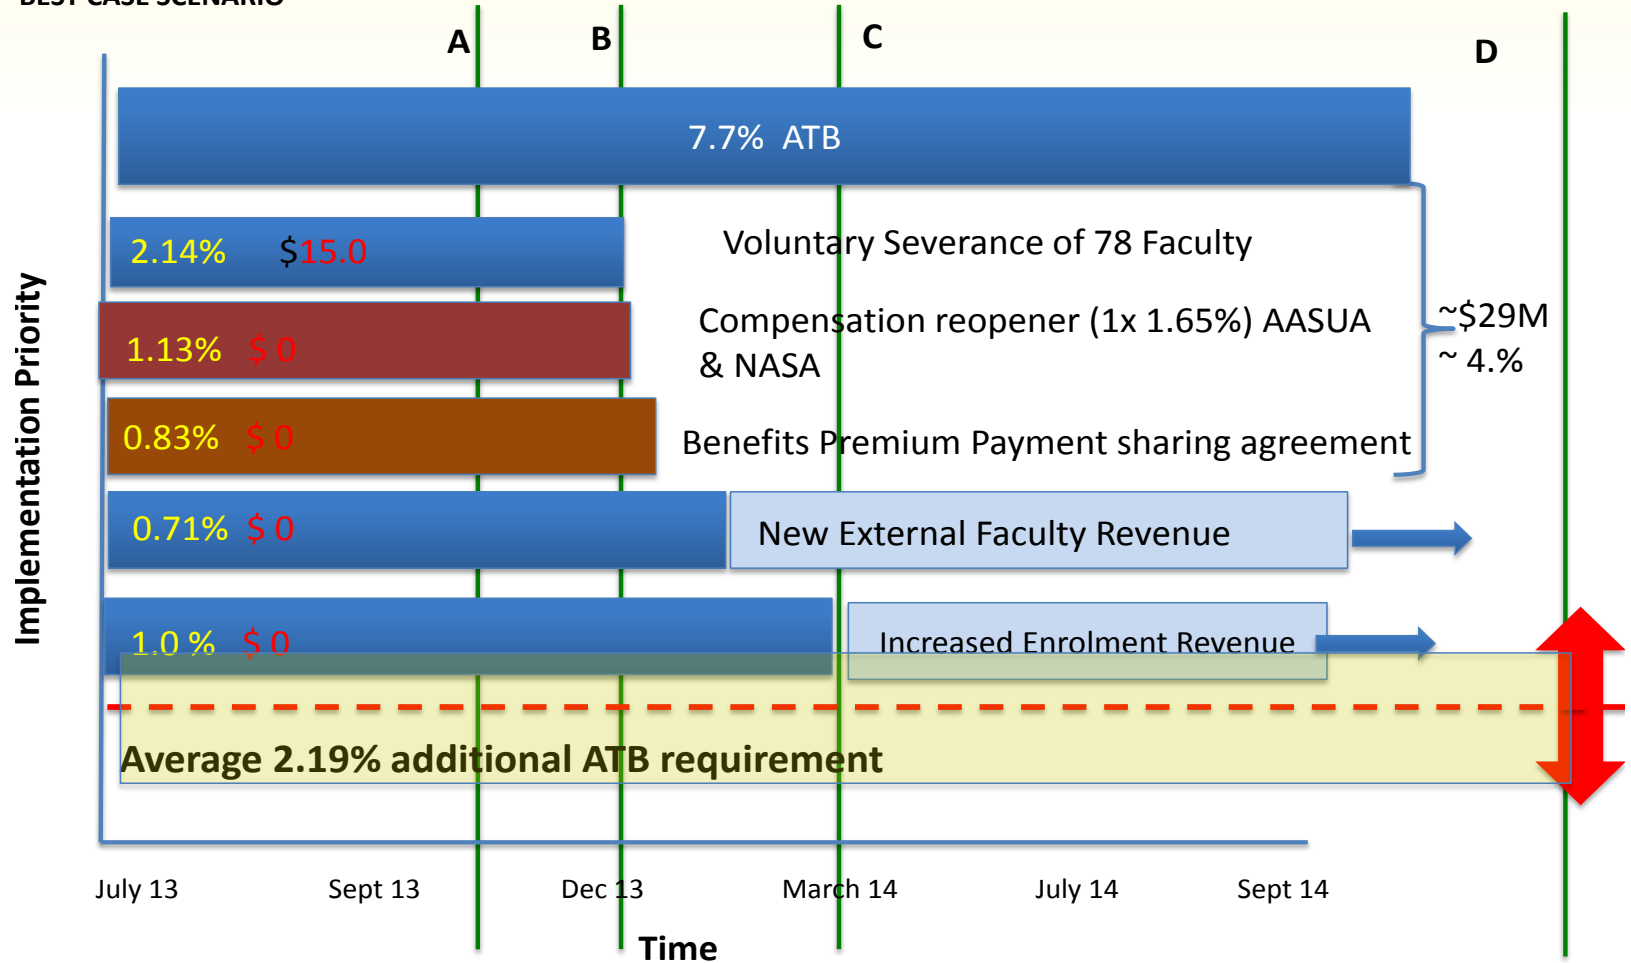 BEST CASE SCENARIO
A
B
C
D
7.7% ATB
2.14% $15.0
Voluntary Severance of 78 Faculty
1.13% $ 0
Compensation reopener (1x 1.65%) AASUA
& NASA
~$29M
~ 4.%
0.83% $ 0
Benefits Premium Payment sharing agreement
0.71% $ 0
New External Faculty Revenue
1.0 % $ 0
Increased Enrolment Revenue
Average 2.19% additional ATB requirement
Implementation Priority
July 13
Sept 13
Dec 13
March 14
July 14
Sept 14
Time